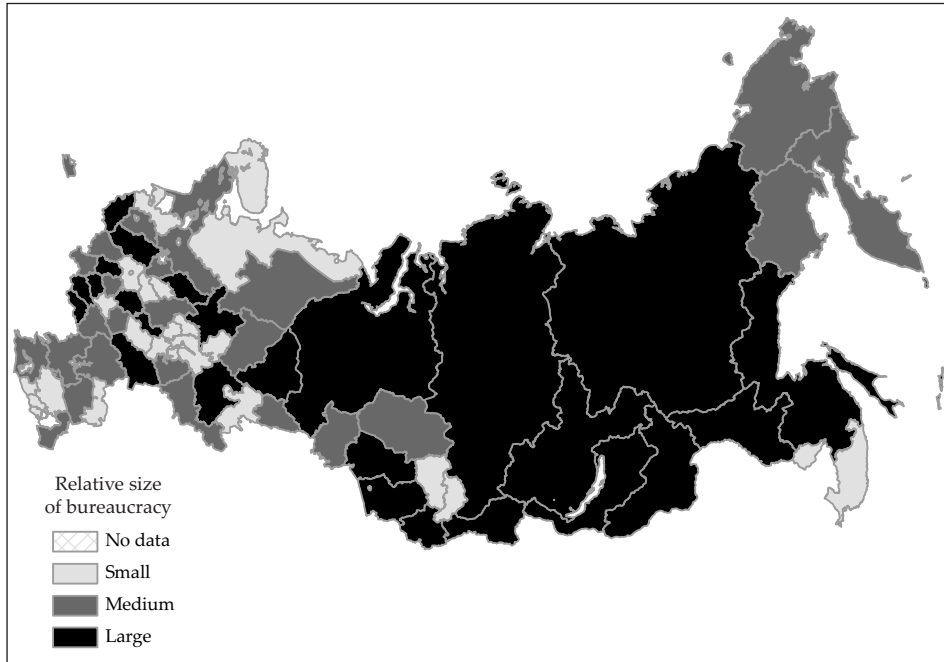 Relative size
of bureaucracy
No data
Small
Medium
Large